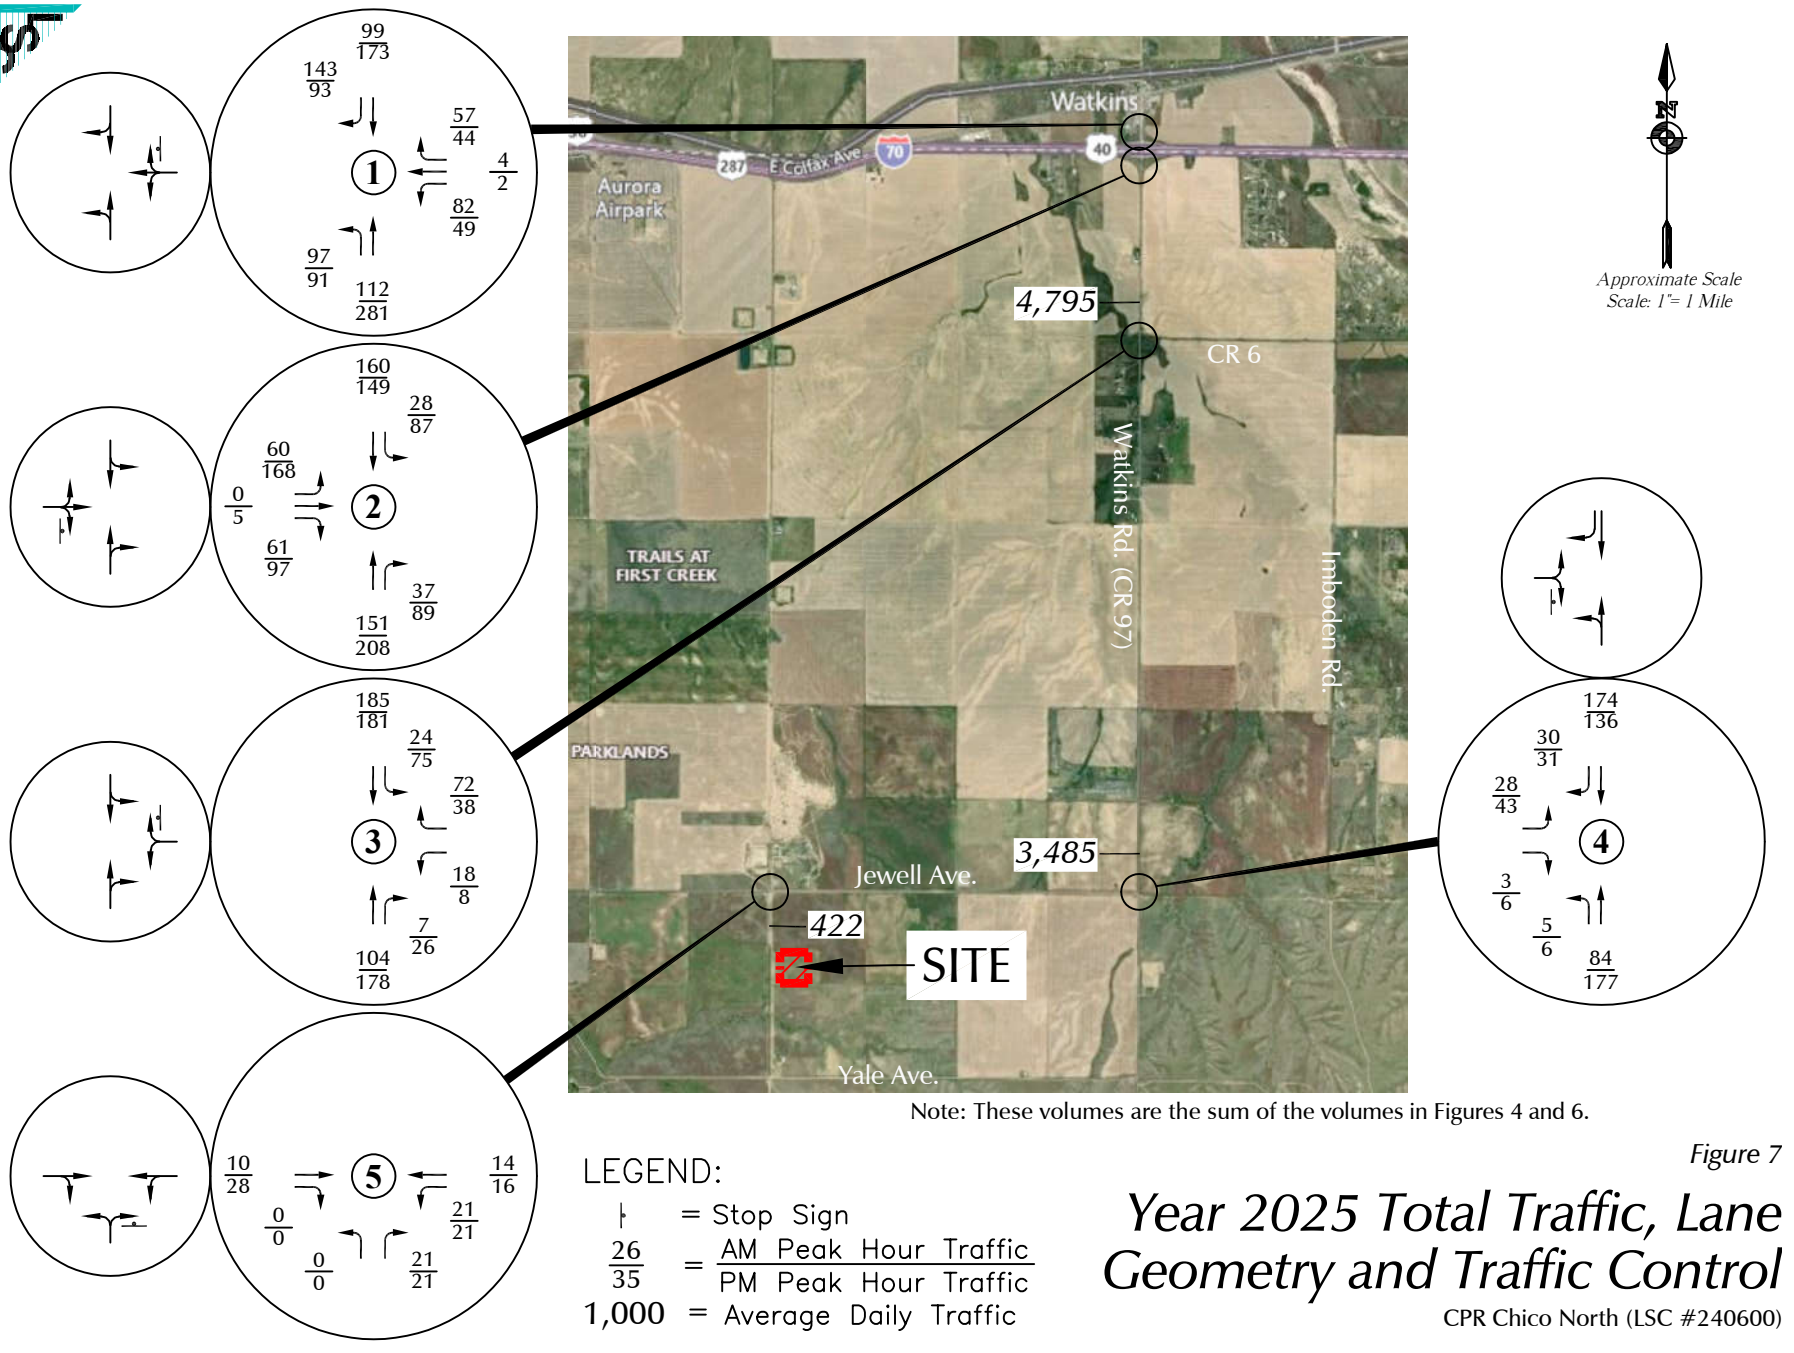 LS
99
173
143
93
57
44
4
2
82
49
97
91
112
281
1
160
149
28
87
60
168
0
5
61
97
37
89
151
208
2
185
181
24
75
72
38
18
8
7
26
104
178
3
10
28
0
0
0
0
14
16
21
21
21
21
5
Watkins
287
E Colfax Ave
70
40
Aurora
Airpark
4,795
CR 6
Watkins Rd. (CR 97)
Imboden Rd.
TRAILS AT
FIRST CREEK
PARKLANDS
3,485
Jewell Ave.
422
SITE
Yale Ave.
N
Approximate Scale
Scale: 1"= 1 Mile
174
136
30
31
28
43
3
6
5
6
84
177
4
Note: These volumes are the sum of the volumes in Figures 4 and 6.
LEGEND:
= Stop Sign
26
35
= AM Peak Hour Traffic
PM Peak Hour Traffic
1,000 = Average Daily Traffic
Figure 7
Year 2025 Total Traffic, Lane
Geometry and Traffic Control
CPR Chico North (LSC #240600)